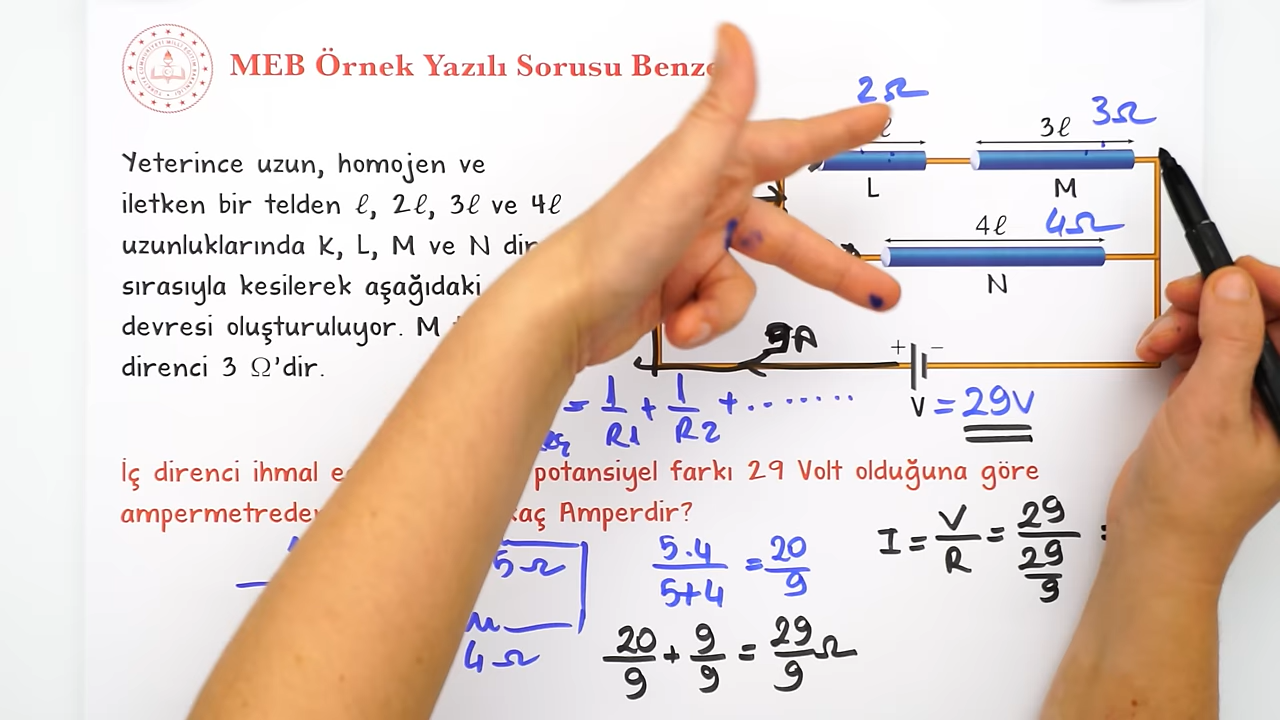 MEB Örnek Yazılı Sorusu Benze
Yeterince uzun, homojen ve
iletken bir telden ℓ, 2ℓ, 3ℓ ve 4ℓ
uzunluklarında K, L, M ve N dir
sırasıyla kesilerek aşağıdaki
devresi oluşturuluyor. M
direnci 3 Ω'dir.
2Ω
ℓ
3ℓ
3Ω
L
M
4ℓ
4Ω
N
9A
+
−
V = 29V
= 1/R1 + 1/R2 + ........
eş
İç direnci ihmal e potansiyel farkı 29 Volt olduğuna göre
ampermetreden kaç Amperdir?
5Ω
4Ω
5.4/5+4 = 20/9
20/9 + 9/9 = 29/9 Ω
I = V/R = 29/29/9 =